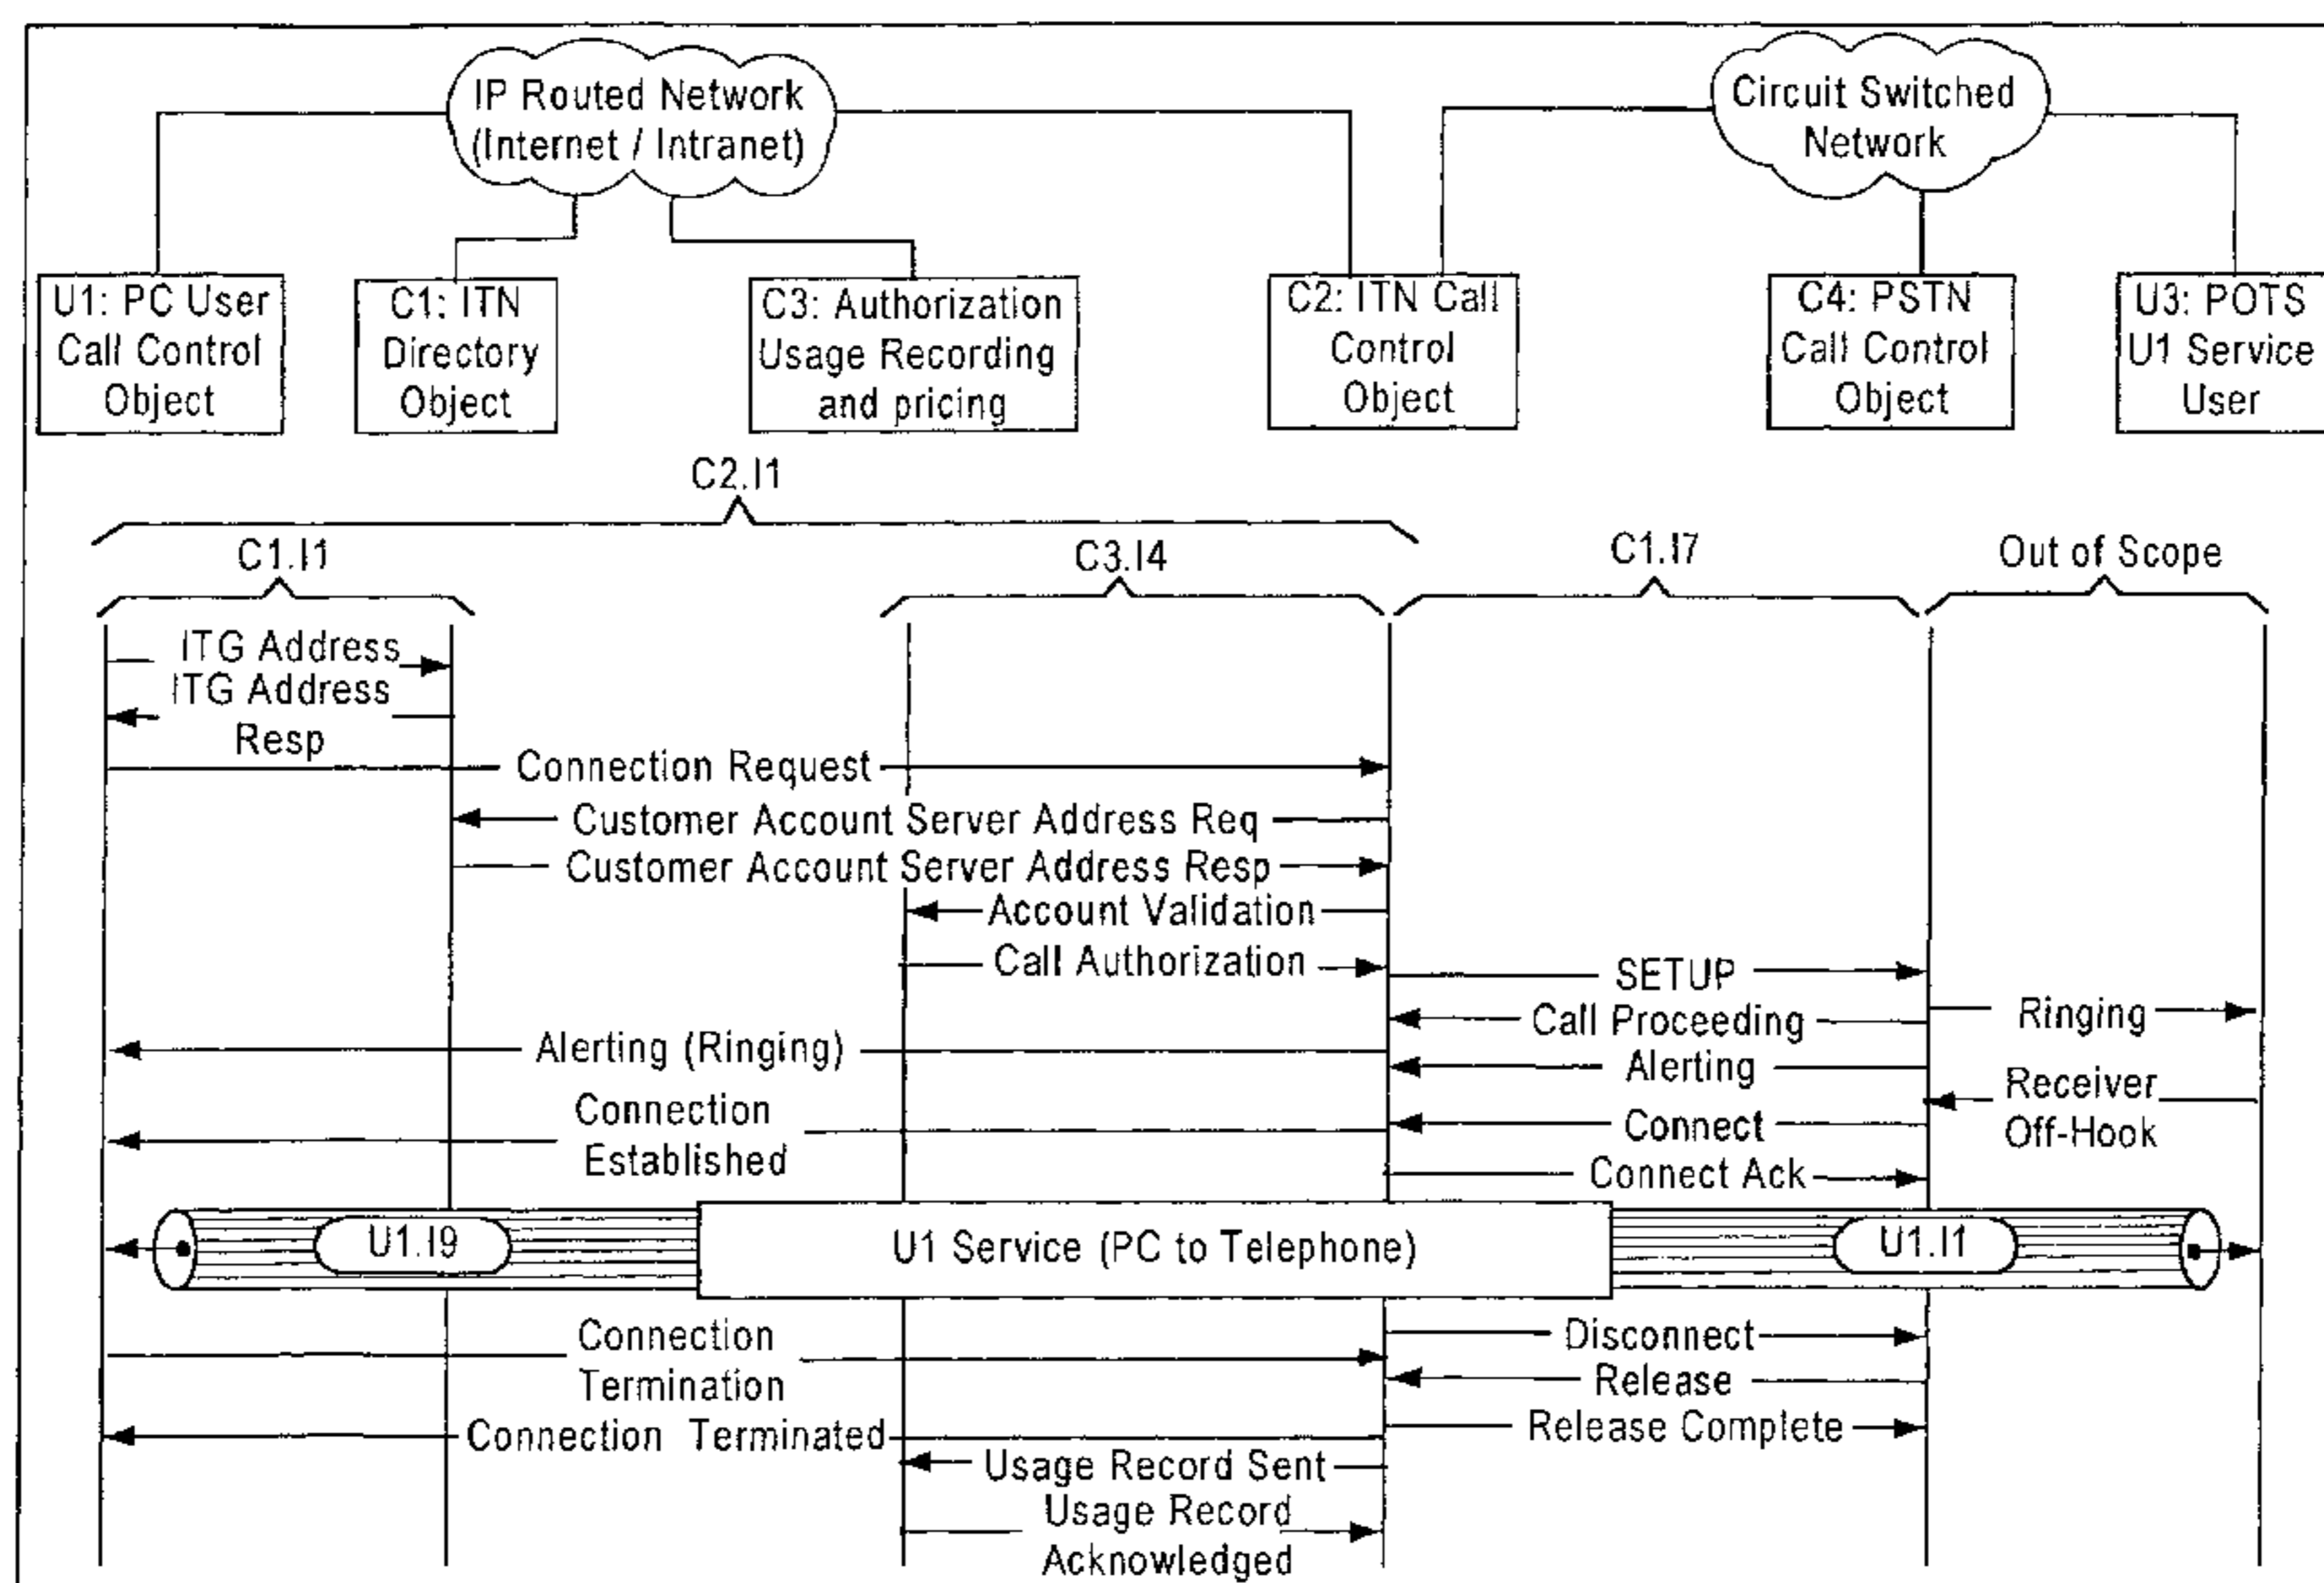 IP Routed Network
(Internet / Intranet)
Circuit Switched
Network
U1: PC User
Call Control
Object
C1: ITN
Directory
Object
C3: Authorization
Usage Recording
and pricing
C2: ITN Call
Control
Object
C4: PSTN
Call Control
Object
U3: POTS
U1 Service
User
C2.I1
C1.I1
C3.I4
C1.I7
Out of Scope
ITG Address
ITG Address
Resp
Connection Request
Customer Account Server Address Req
Customer Account Server Address Resp
Account Validation
Call Authorization
SETUP
Call Proceeding
Ringing
Alerting (Ringing)
Alerting
Receiver
Off-Hook
Connection
Established
Connect
Connect Ack
U1.I9
U1 Service (PC to Telephone)
U1.I1
Connection
Termination
Disconnect
Release
Connection Terminated
Release Complete
Usage Record Sent
Usage Record
Acknowledged